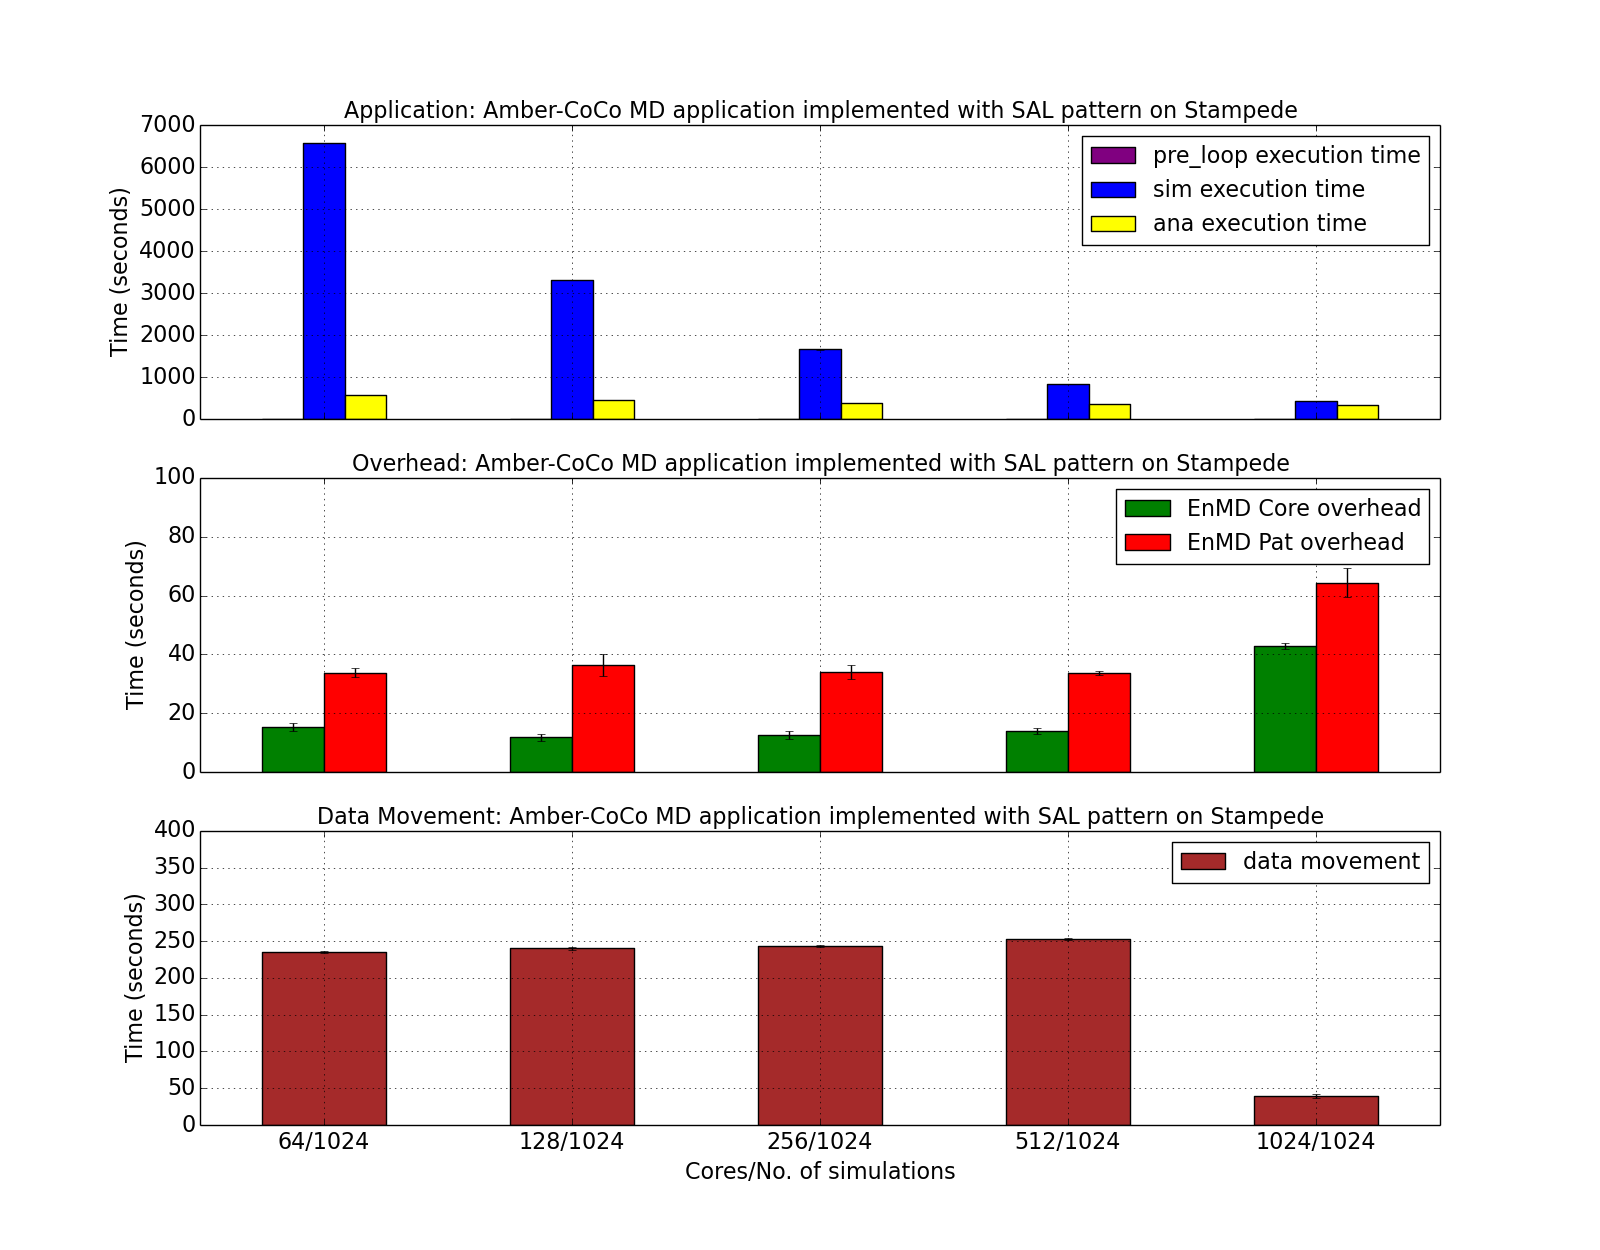 Application: Amber-CoCo MD application implemented with SAL pattern on Stampede
7000
6000
5000
4000
3000
2000
1000
0
Time (seconds)
pre_loop execution time
sim execution time
ana execution time
Overhead: Amber-CoCo MD application implemented with SAL pattern on Stampede
100
80
60
40
20
0
Time (seconds)
EnMD Core overhead
EnMD Pat overhead
Data Movement: Amber-CoCo MD application implemented with SAL pattern on Stampede
400
350
300
250
200
150
100
50
0
Time (seconds)
data movement
64/1024 128/1024 256/1024 512/1024 1024/1024
Cores/No. of simulations